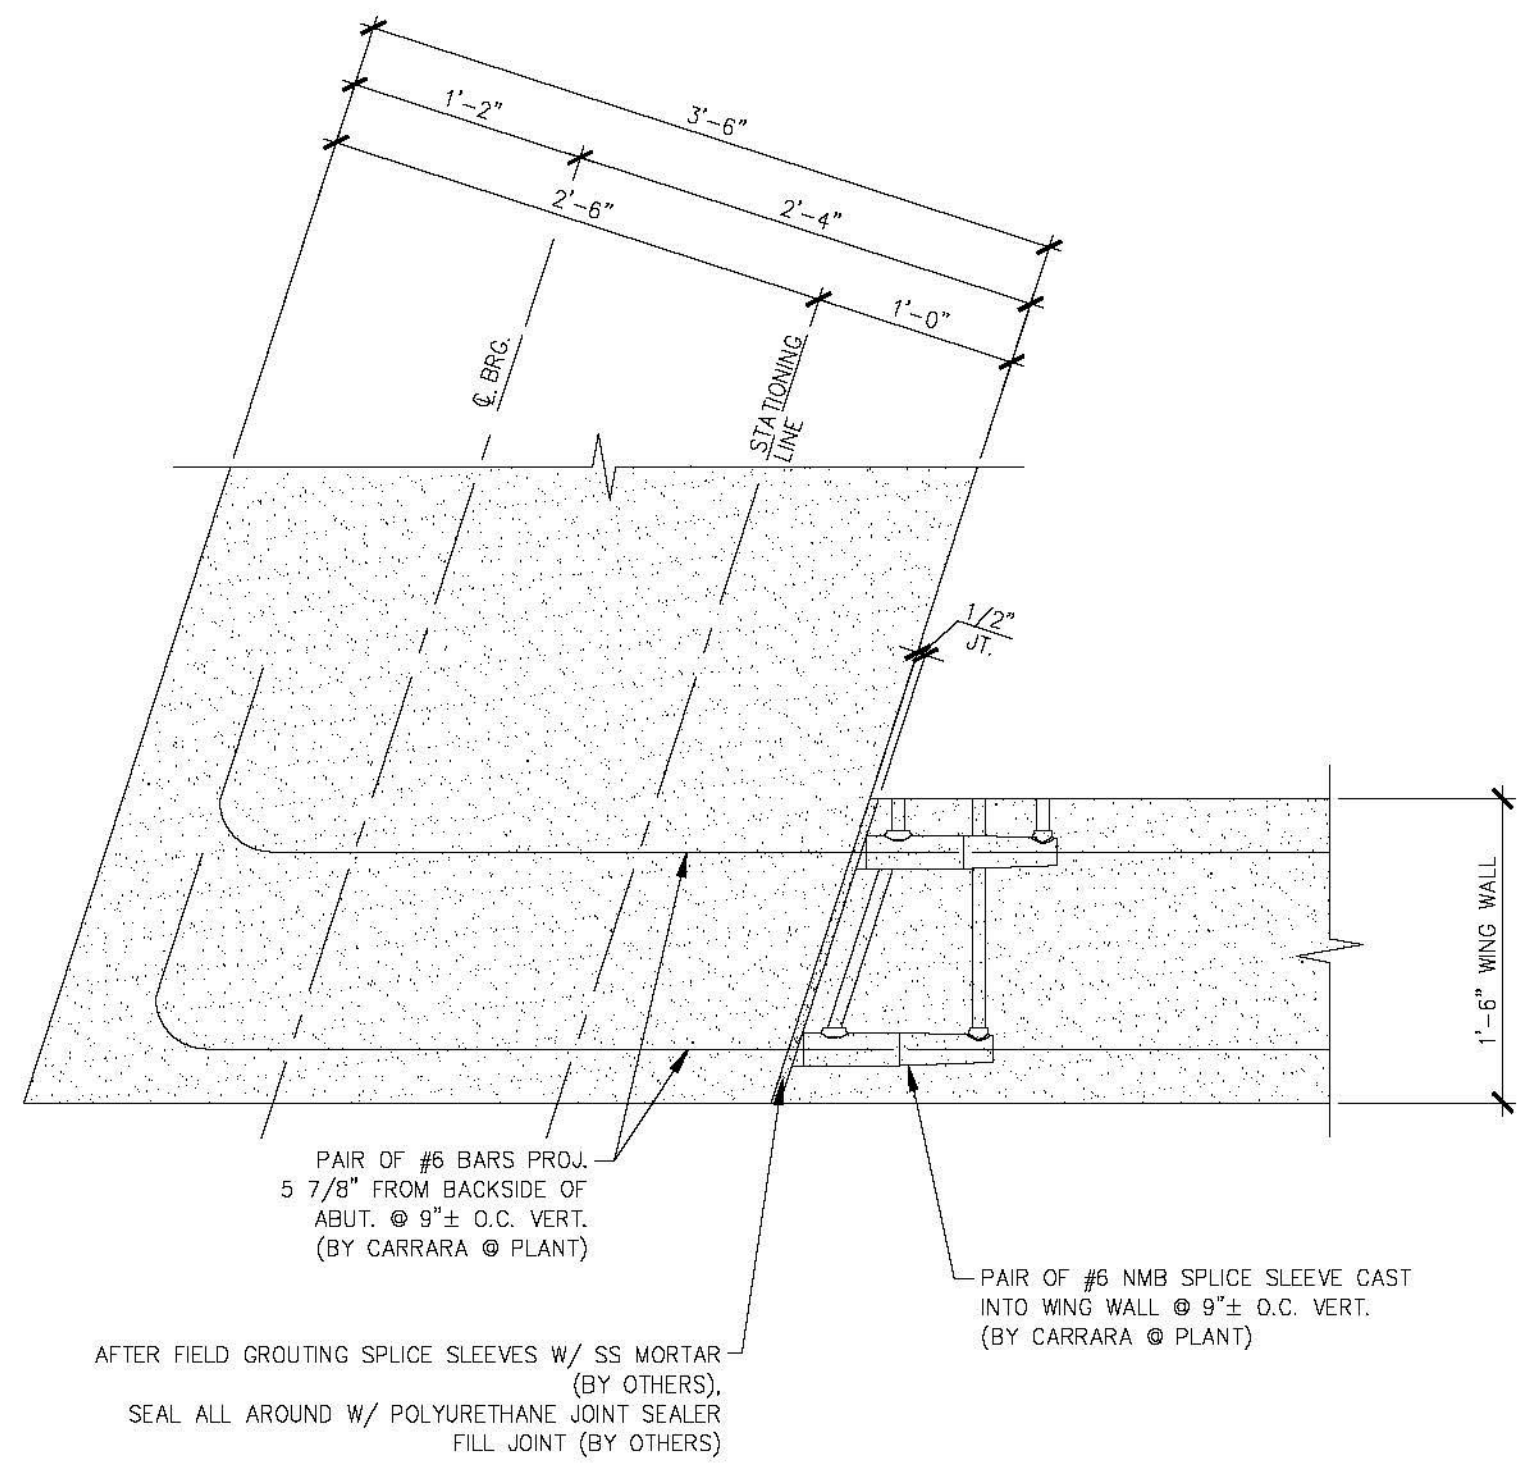 3'-6"
1'-2"
2'-6"
2'-4"
1'-0"
℄ BRG.
STATIONING
LINE
1/2"
JT.
1'-6" WING WALL
PAIR OF #6 BARS PROJ.
5 7/8" FROM BACKSIDE OF
ABUT. @ 9"± O.C. VERT.
(BY CARRARA @ PLANT)
PAIR OF #6 NMB SPLICE SLEEVE CAST
INTO WING WALL @ 9"± O.C. VERT.
(BY CARRARA @ PLANT)
AFTER FIELD GROUTING SPLICE SLEEVES W/ SS MORTAR
(BY OTHERS),
SEAL ALL AROUND W/ POLYURETHANE JOINT SEALER
FILL JOINT (BY OTHERS)